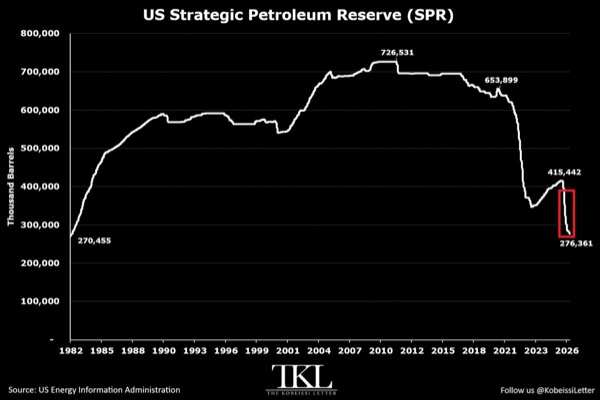 US Strategic Petroleum Reserve (SPR)
800,000
700,000
600,000
500,000
400,000
300,000
200,000
100,000
-
Thousand Barrels
726,531
653,899
415,442
270,455
276,361
1982 1985 1988 1990 1993 1996 1999 2001 2004 2007 2010 2012 2015 2018 2021 2023 2026
Source: US Energy Information Administration
TKL
THE KOBEISSI LETTER
Follow us @KobeissiLetter